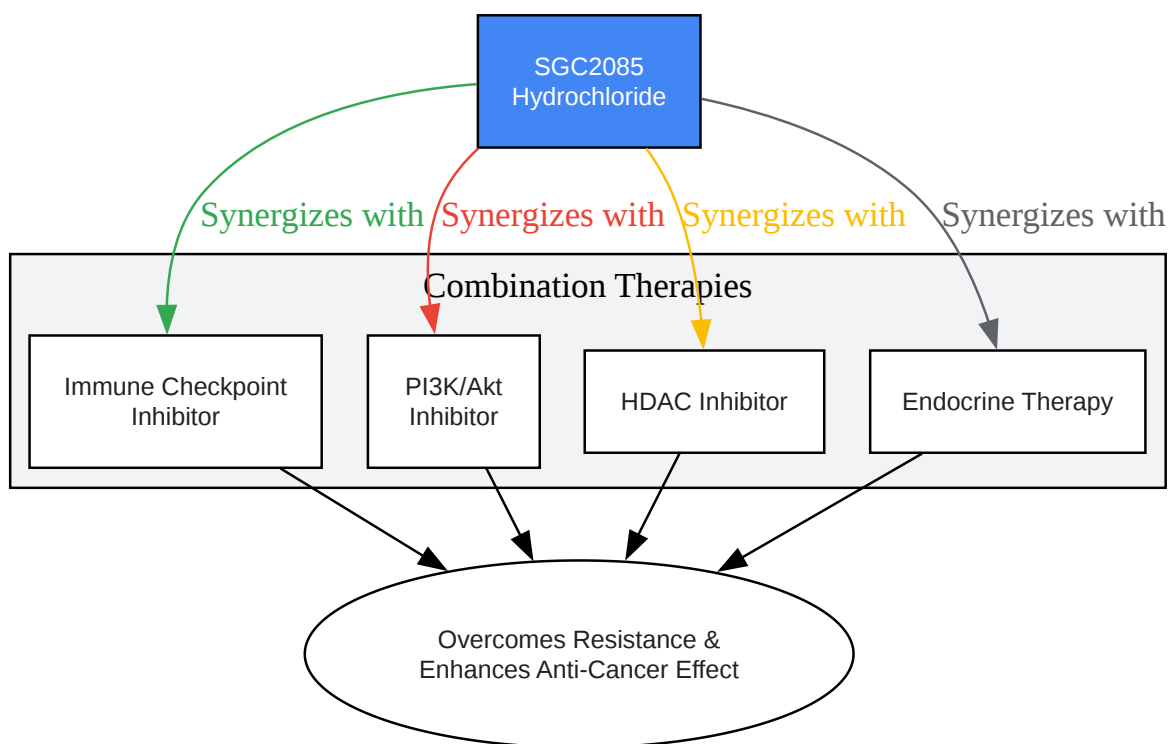 SGC2085
Hydrochloride
Synergizes with
Synergizes with
Synergizes with
Synergizes with
Combination Therapies
Immune Checkpoint
Inhibitor
PI3K/Akt
Inhibitor
HDAC Inhibitor
Endocrine Therapy
Overcomes Resistance &
Enhances Anti-Cancer Effect